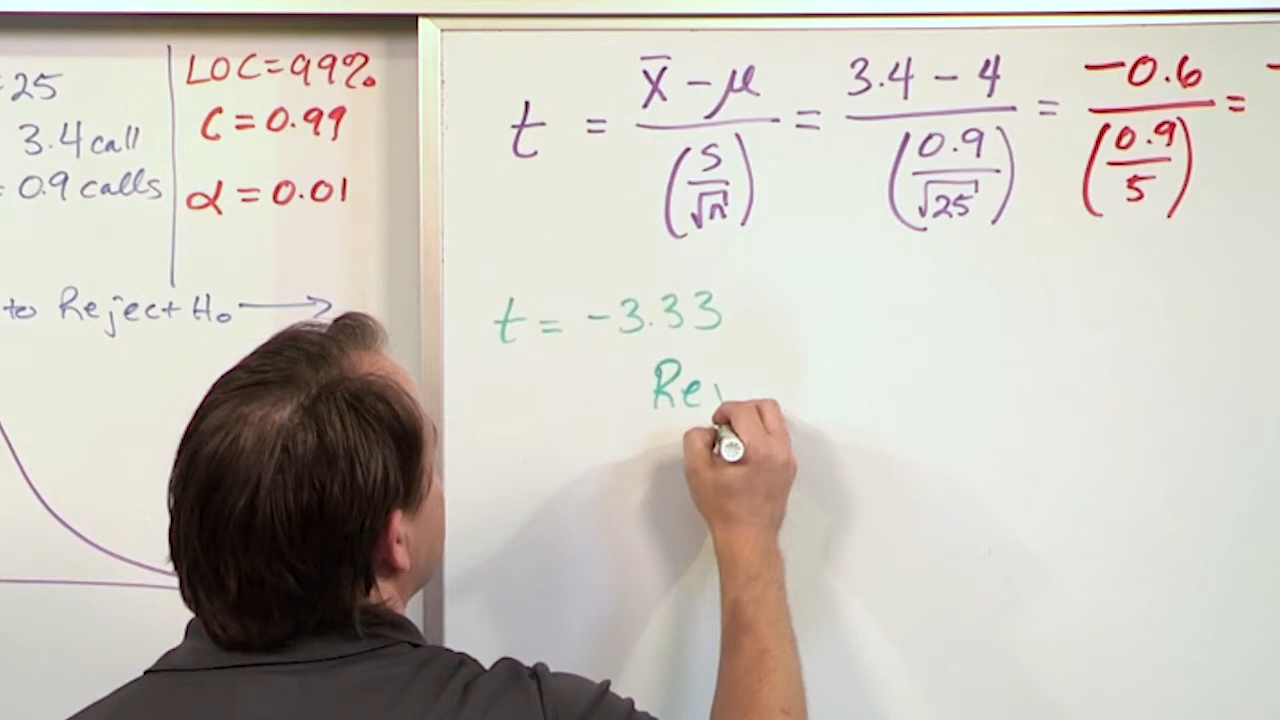 = 25
3.4 call
= 0.9 calls
LOC = 99%
C = 0.99
α = 0.01
to Reject H₀ →
t = (x̄ - μ) / (s/√n) = (3.4 - 4) / (0.9/√25) = -0.6 / (0.9/5) = -
t = -3.33
Rej